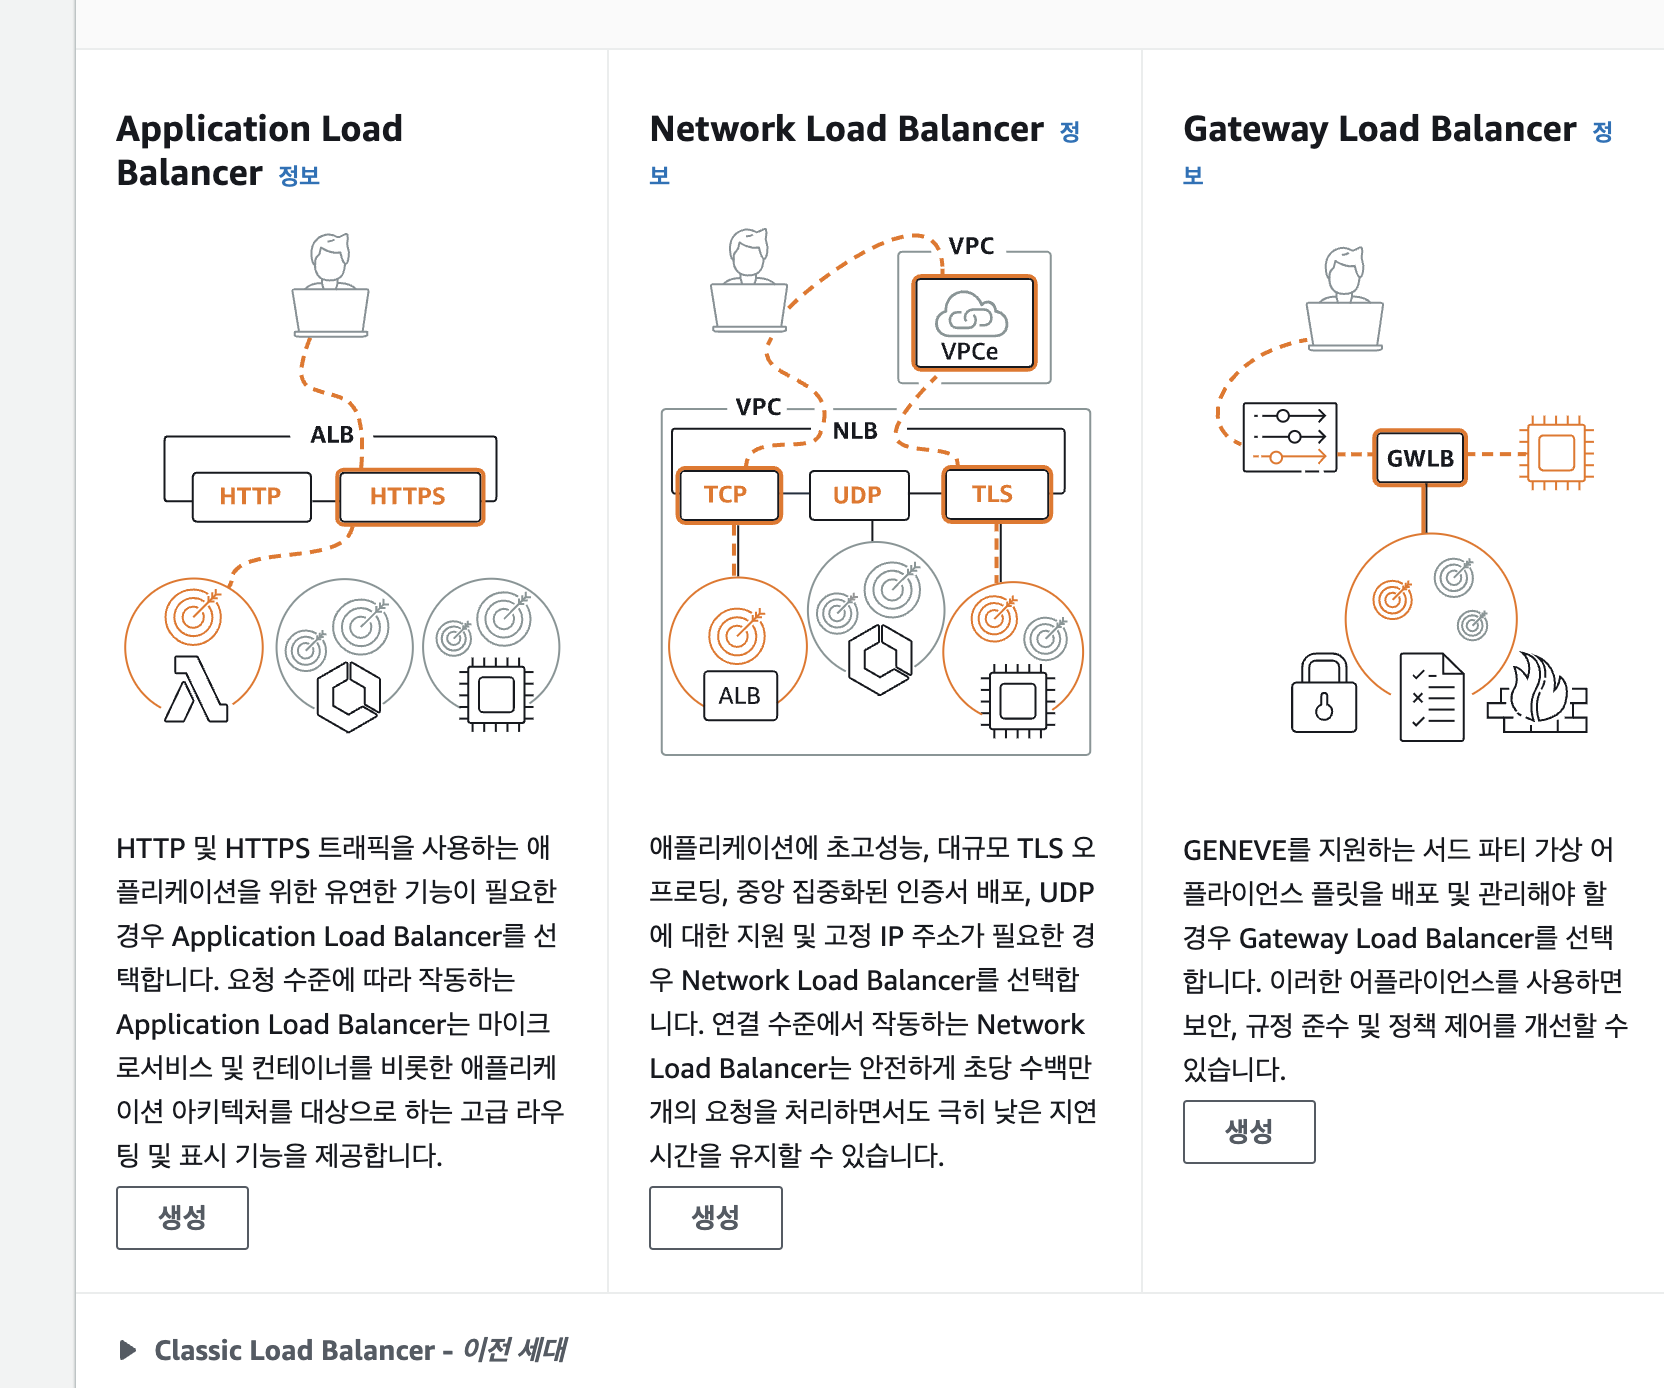 Application Load
Balancer 정보
ALB
HTTP
HTTPS
HTTP 및 HTTPS 트래픽을 사용하는 애
플리케이션을 위한 유연한 기능이 필요한
경우 Application Load Balancer를 선
택합니다. 요청 수준에 따라 작동하는
Application Load Balancer는 마이크
로서비스 및 컨테이너를 비롯한 애플리케
이션 아키텍처를 대상으로 하는 고급 라우
팅 및 표시 기능을 제공합니다.
생성
Network Load Balancer 정
보
VPC
VPCe
VPC
NLB
TCP
UDP
TLS
ALB
애플리케이션에 초고성능, 대규모 TLS 오
프로딩, 중앙 집중화된 인증서 배포, UDP
에 대한 지원 및 고정 IP 주소가 필요한 경
우 Network Load Balancer를 선택합
니다. 연결 수준에서 작동하는 Network
Load Balancer는 안전하게 초당 수백만
개의 요청을 처리하면서도 극히 낮은 지연
시간을 유지할 수 있습니다.
생성
Gateway Load Balancer 정
보
GWLB
GENEVE를 지원하는 서드 파티 가상 어
플라이언스 플릿을 배포 및 관리해야 할
경우 Gateway Load Balancer를 선택
합니다. 이러한 어플라이언스를 사용하면
보안, 규정 준수 및 정책 제어를 개선할 수
있습니다.
생성
Classic Load Balancer - 이전 세대